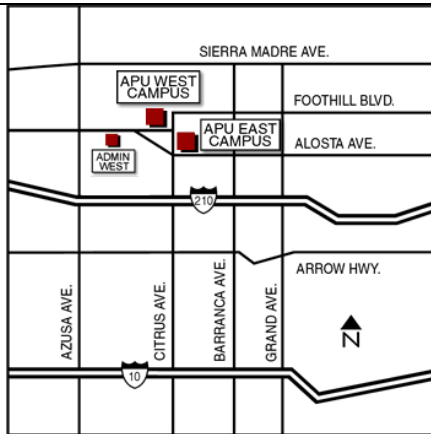 SIERRA MADRE AVE.
APU WEST
CAMPUS
FOOTHILL BLVD.
APU EAST
CAMPUS
ALOSTA AVE.
ADMIN
WEST
210
ARROW HWY.
AZUSA AVE.
CITRUS AVE.
BARRANCA AVE.
GRAND AVE.
N
10